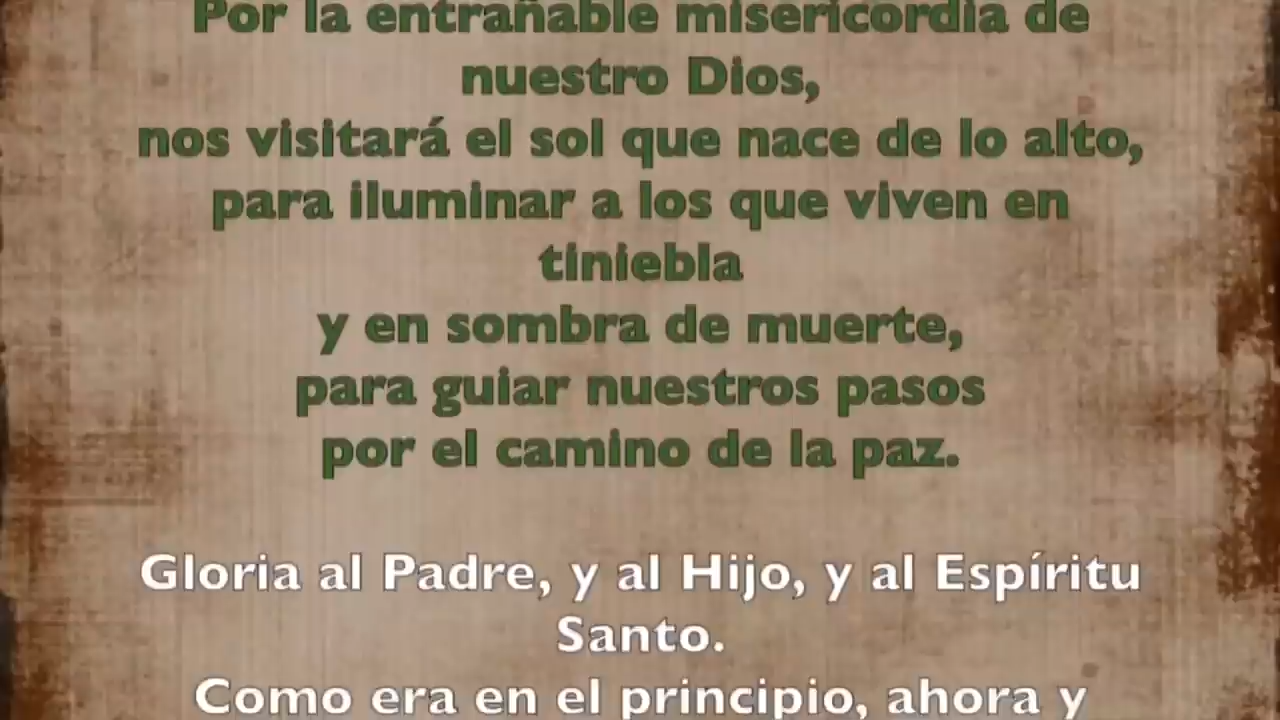 Por la entrañable misericordia de
nuestro Dios,
nos visitará el sol que nace de lo alto,
para iluminar a los que viven en
tiniebla
y en sombra de muerte,
para guiar nuestros pasos
por el camino de la paz.
Gloria al Padre, y al Hijo, y al Espíritu
Santo.
Como era en el principio, ahora y